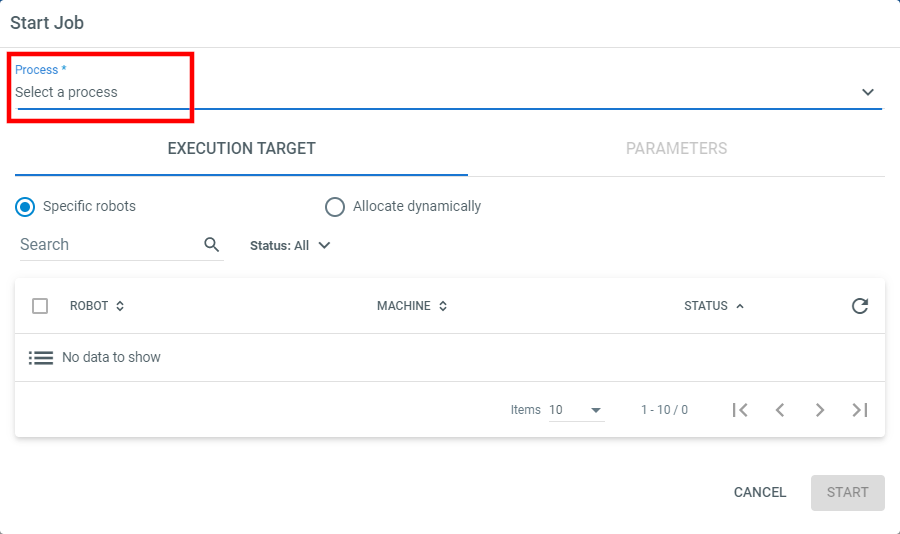 Start Job
Process *
Select a process
EXECUTION TARGET PARAMETERS
Specific robots Allocate dynamically
Search Status: All
ROBOT MACHINE STATUS
No data to show
Items 10 1 - 10 / 0
CANCEL START